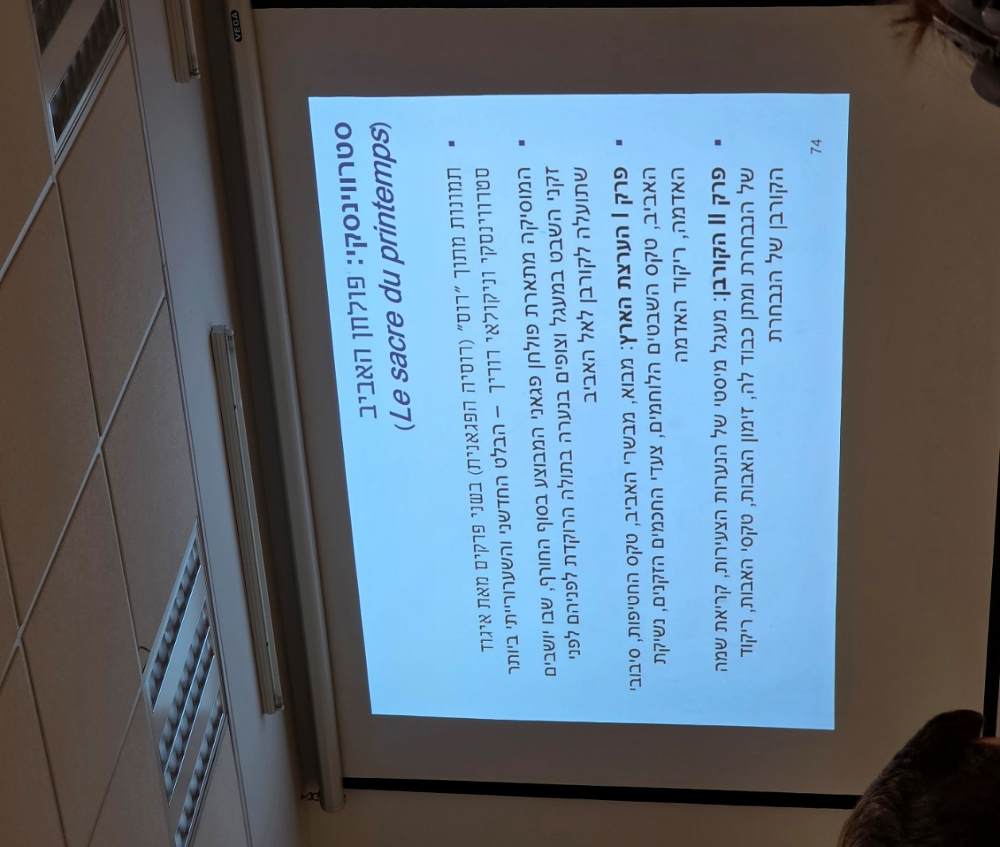 VEGA
סטרווינסקי: פולחן האביב
(Le sacre du printemps)
▪ תמונות מתוך "רוס" (רוסיה הפגאנית) בשני פרקים מאת איגור
סטרווינסקי וניקולאי רריך – הבלט החדשני והשערורייתי ביותר
▪ המוסיקה מתארת פולחן פגאני המבוצע בסוף החורף, שבו יושבים
זקני השבט במעגל וצופים בנערה בתולה הרוקדת לפניהם לפני
שתועלה לקורבן לאל האביב
▪ פרק I הערצת הארץ: מבוא, מבשרי האביב, טקס החטיפות, סיבובי
האביב, טקס השבטים הלוחמים, צעדי החכמים הזקנים, נשיקת
האדמה, ריקוד האדמה
▪ פרק II הקורבן: מעגל מיסטי של הנערות הצעירות, קריאת שמה
של הנבחרת ומתן כבוד לה, זימון האבות, טקסי האבות, ריקוד
הקורבן של הנבחרת
74